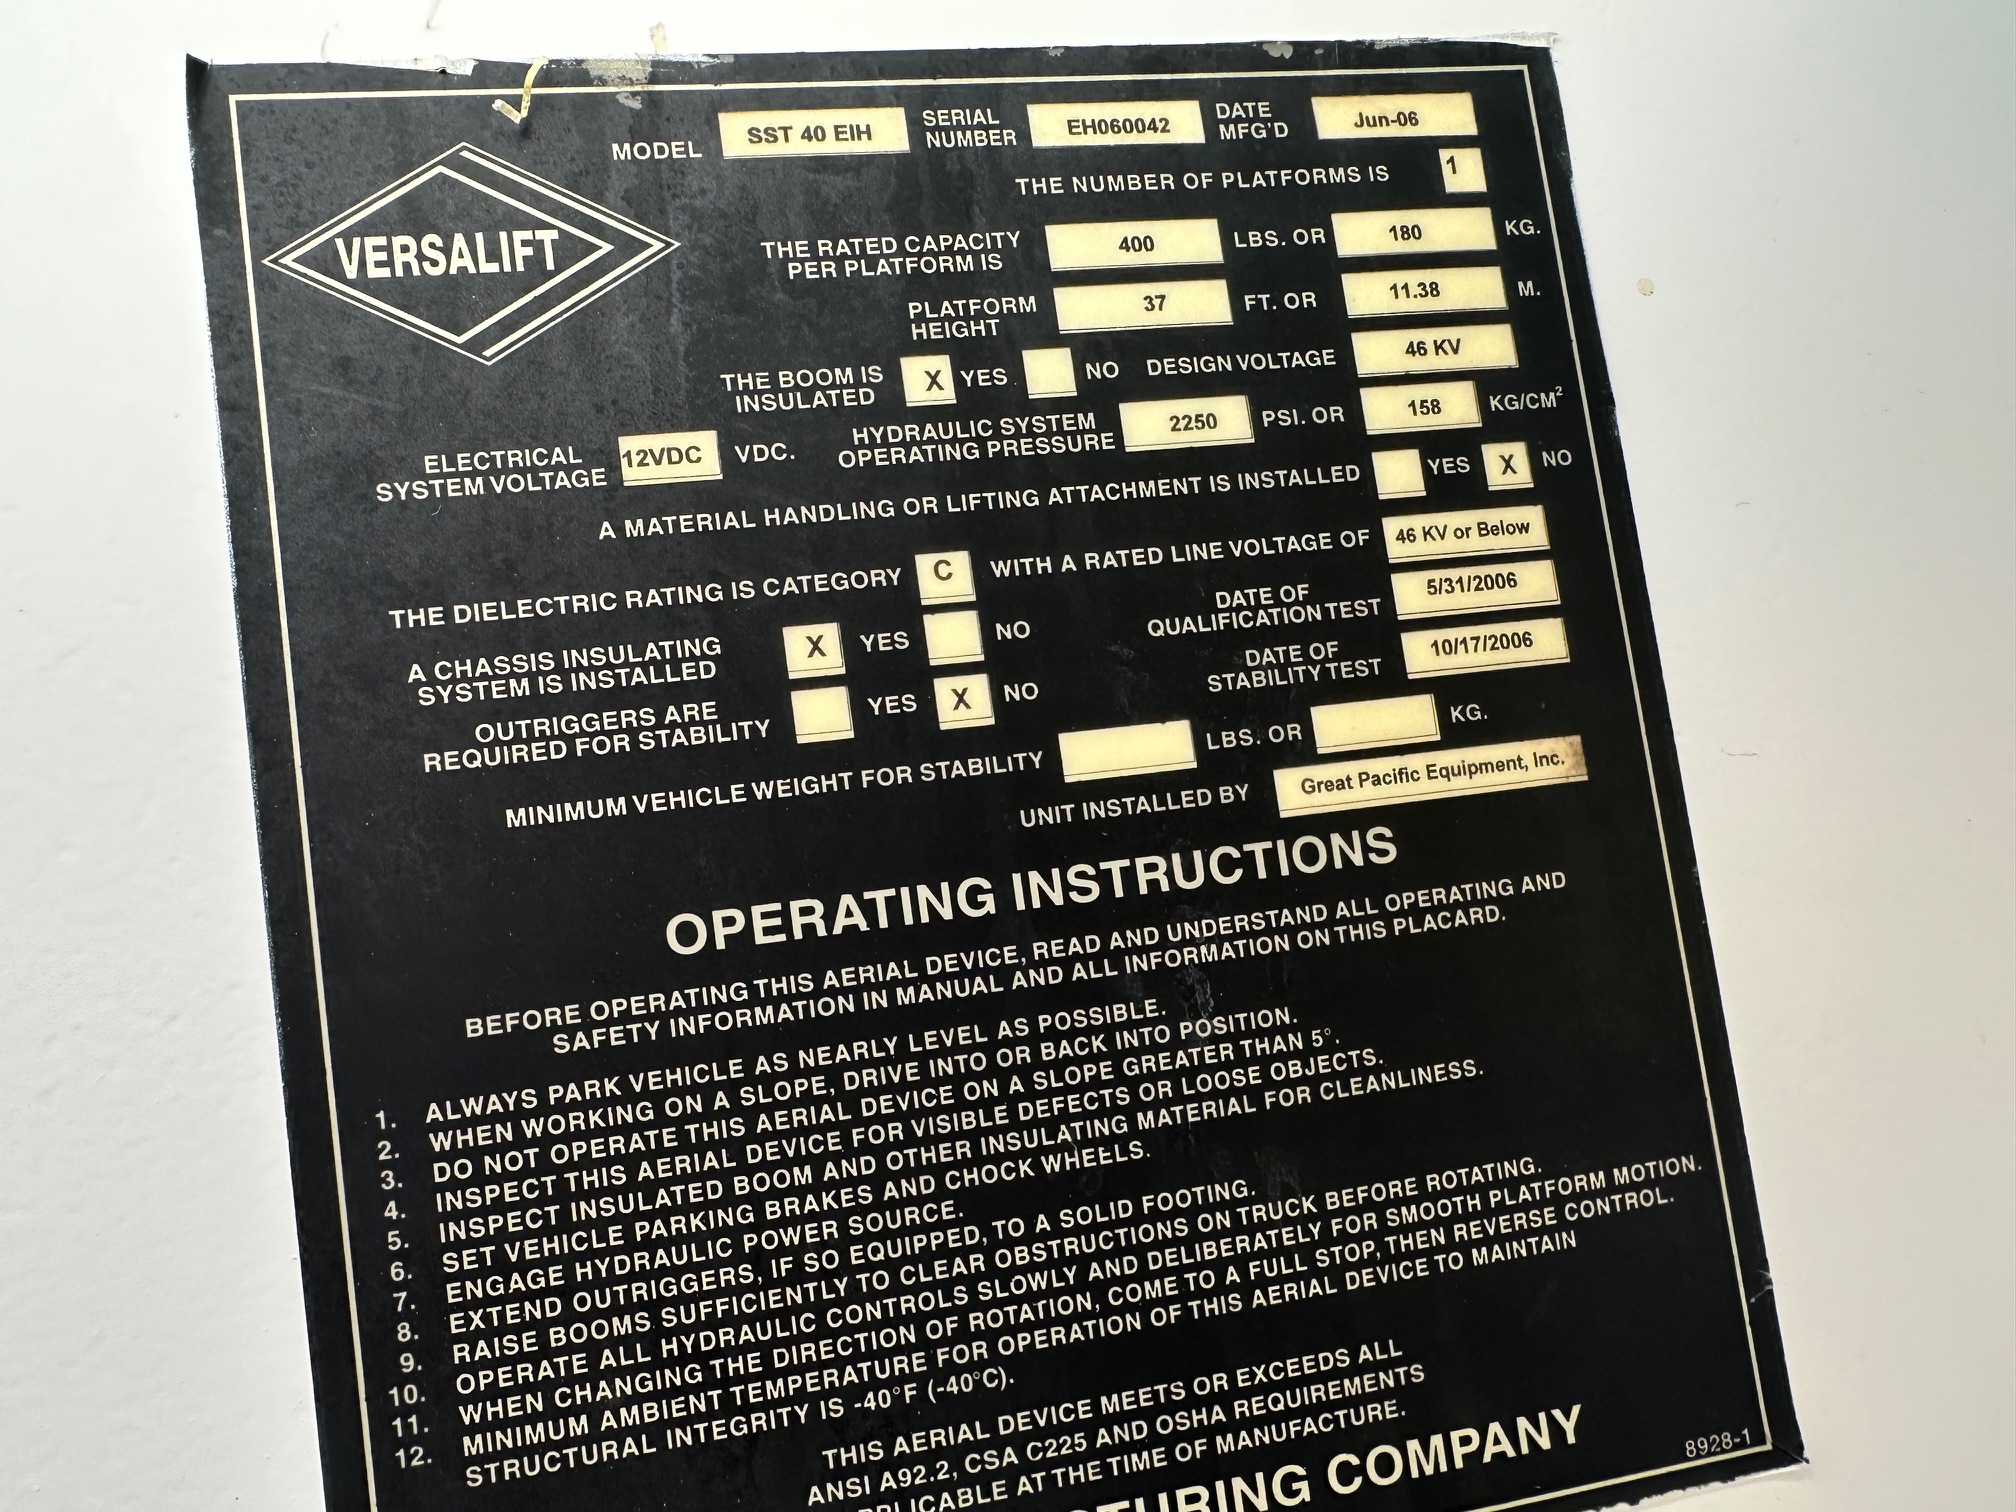 MODEL SST 40 EIH SERIAL NUMBER EH060042 DATE MFG'D Jun-06
THE NUMBER OF PLATFORMS IS 1
VERSALIFT
THE RATED CAPACITY PER PLATFORM IS 400 LBS. OR 180 KG.
PLATFORM HEIGHT 37 FT. OR 11.38 M.
THE BOOM IS INSULATED X YES NO DESIGN VOLTAGE 46 KV
ELECTRICAL SYSTEM VOLTAGE 12VDC VDC. HYDRAULIC SYSTEM OPERATING PRESSURE 2250 PSI. OR 158 KG/CM²
A MATERIAL HANDLING OR LIFTING ATTACHMENT IS INSTALLED YES X NO
THE DIELECTRIC RATING IS CATEGORY C WITH A RATED LINE VOLTAGE OF 46 KV or Below
A CHASSIS INSULATING SYSTEM IS INSTALLED X YES NO DATE OF QUALIFICATION TEST 5/31/2006
OUTRIGGERS ARE REQUIRED FOR STABILITY YES X NO DATE OF STABILITY TEST 10/17/2006
MINIMUM VEHICLE WEIGHT FOR STABILITY LBS. OR KG.
UNIT INSTALLED BY Great Pacific Equipment, Inc.
OPERATING INSTRUCTIONS
BEFORE OPERATING THIS AERIAL DEVICE, READ AND UNDERSTAND ALL OPERATING AND
SAFETY INFORMATION IN MANUAL AND ALL INFORMATION ON THIS PLACARD.
1. ALWAYS PARK VEHICLE AS NEARLY LEVEL AS POSSIBLE.
2. WHEN WORKING ON A SLOPE, DRIVE INTO OR BACK INTO POSITION.
3. DO NOT OPERATE THIS AERIAL DEVICE ON A SLOPE GREATER THAN 5°.
4. INSPECT THIS AERIAL DEVICE FOR VISIBLE DEFECTS OR LOOSE OBJECTS.
5. INSPECT INSULATED BOOM AND OTHER INSULATING MATERIAL FOR CLEANLINESS.
6. SET VEHICLE PARKING BRAKES AND CHOCK WHEELS.
7. ENGAGE HYDRAULIC POWER SOURCE.
8. EXTEND OUTRIGGERS, IF SO EQUIPPED, TO A SOLID FOOTING.
9. RAISE BOOMS SUFFICIENTLY TO CLEAR OBSTRUCTIONS ON TRUCK BEFORE ROTATING.
10. OPERATE ALL HYDRAULIC CONTROLS SLOWLY AND DELIBERATELY FOR SMOOTH PLATFORM MOTION.
11. WHEN CHANGING THE DIRECTION OF ROTATION, COME TO A FULL STOP, THEN REVERSE CONTROL.
12. MINIMUM AMBIENT TEMPERATURE FOR OPERATION OF THIS AERIAL DEVICE TO MAINTAIN
STRUCTURAL INTEGRITY IS -40°F (-40°C).
THIS AERIAL DEVICE MEETS OR EXCEEDS ALL
ANSI A92.2, CSA C225 AND OSHA REQUIREMENTS
AT THE TIME OF MANUFACTURE.
COMPANY
8928-1